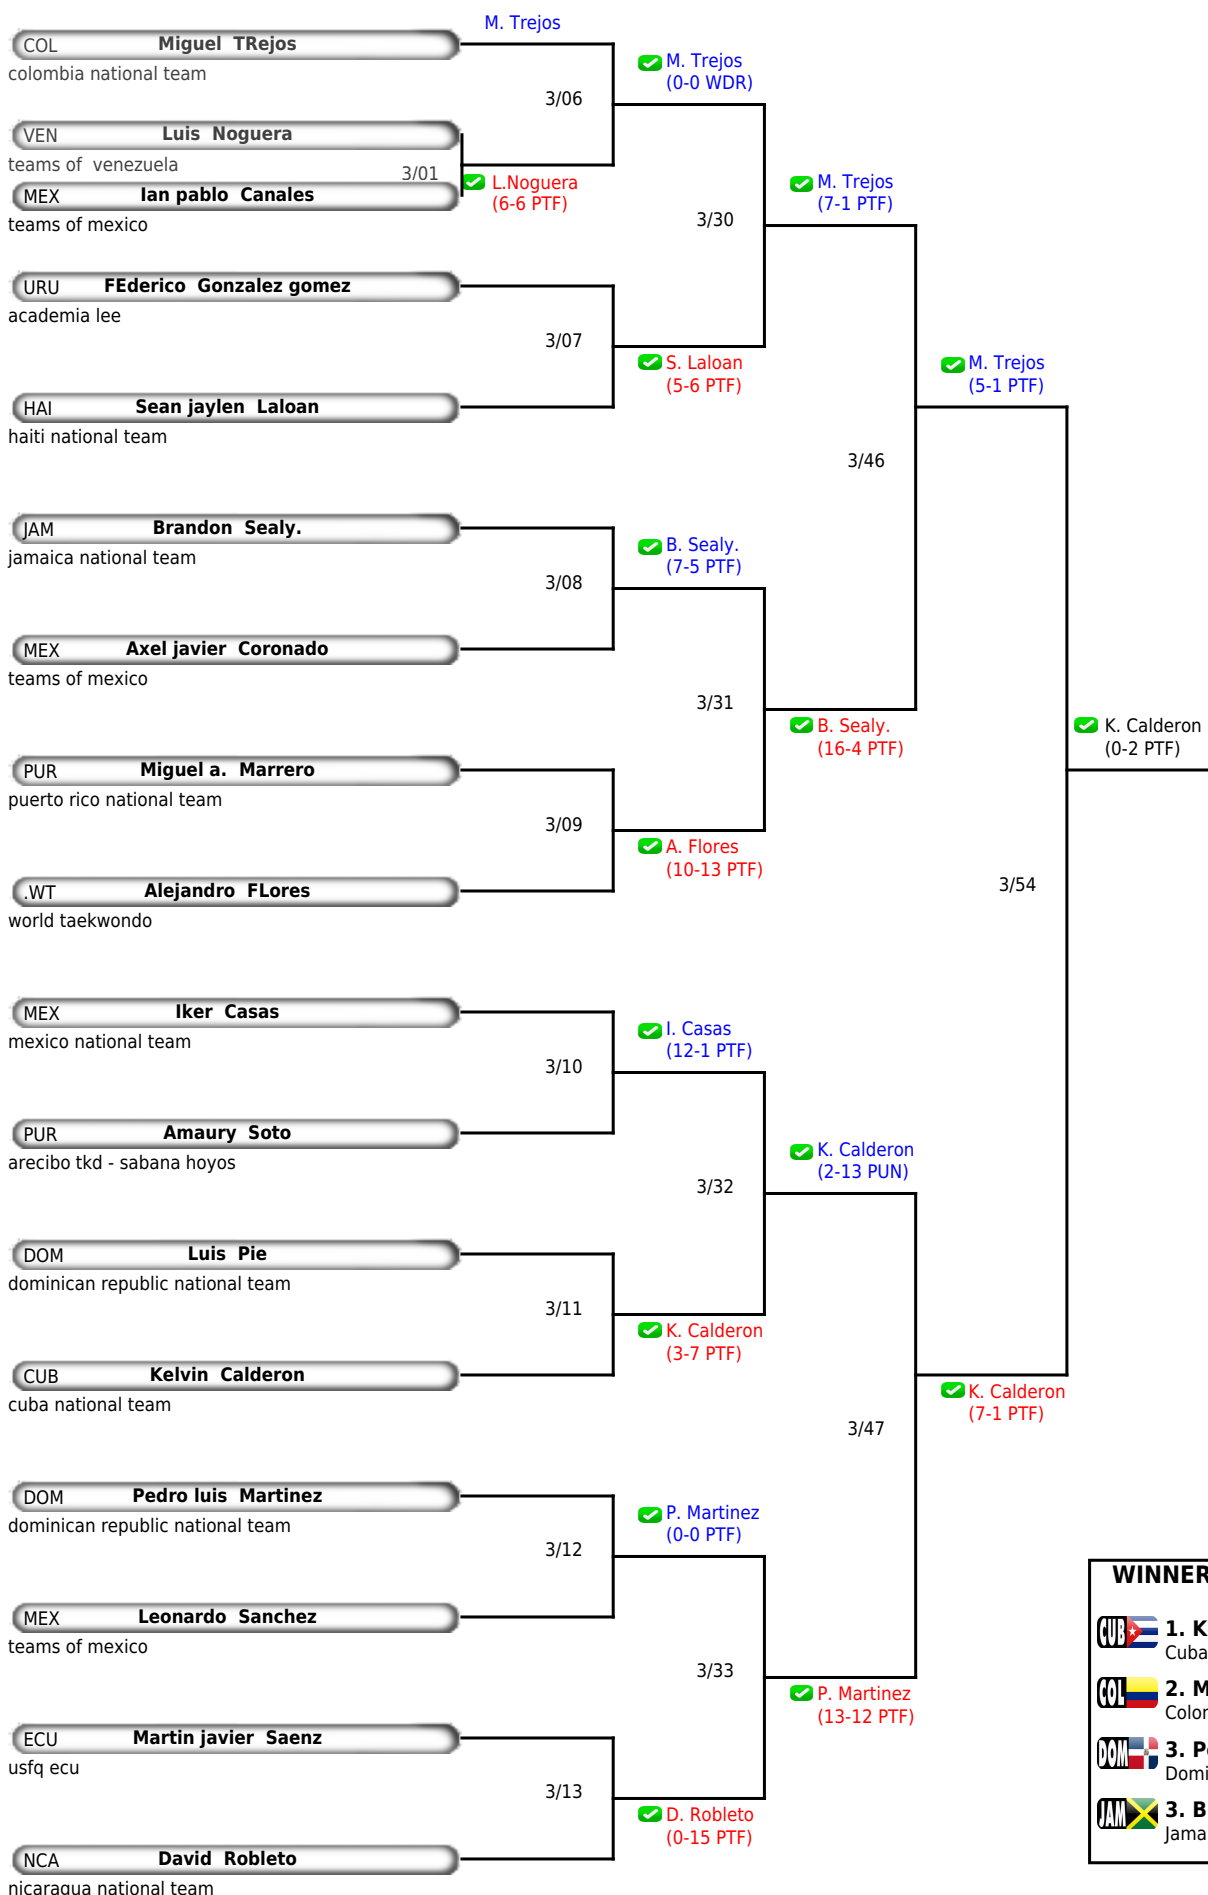 M. Trejos
COL Miguel TRejos
colombia national team
M. Trejos
(0-0 WDR)
3/06
VEN Luis Noguera
teams of venezuela
3/01
MEX Ian pablo Canales
teams of mexico
L.Noguera
(6-6 PTF)
M. Trejos
(7-1 PTF)
3/30
URU FEderico Gonzalez gomez
academia lee
3/07
S. Laloan
(5-6 PTF)
M. Trejos
(5-1 PTF)
HAI Sean jaylen Laloan
haiti national team
3/46
JAM Brandon Sealy.
jamaica national team
B. Sealy.
(7-5 PTF)
3/08
MEX Axel javier Coronado
teams of mexico
3/31
B. Sealy.
(16-4 PTF)
K. Calderon
(0-2 PTF)
PUR Miguel a. Marrero
puerto rico national team
3/09
A. Flores
(10-13 PTF)
.WT Alejandro FLores
world taekwondo
3/54
MEX Iker Casas
mexico national team
I. Casas
(12-1 PTF)
3/10
PUR Amaury Soto
arecibo tkd - sabana hoyos
K. Calderon
(2-13 PUN)
3/32
DOM Luis Pie
dominican republic national team
3/11
K. Calderon
(3-7 PTF)
CUB Kelvin Calderon
cuba national team
K. Calderon
(7-1 PTF)
3/47
DOM Pedro luis Martinez
dominican republic national team
P. Martinez
(0-0 PTF)
3/12
MEX Leonardo Sanchez
teams of mexico
3/33
P. Martinez
(13-12 PTF)
ECU Martin javier Saenz
usfq ecu
3/13
D. Robleto
(0-15 PTF)
NCA David Robleto
nicaragua national team
WINNER
CUB 1. K
Cuba
COL 2. M
Color
DOM 3. Pe
Domi
JAM 3. B
Jama